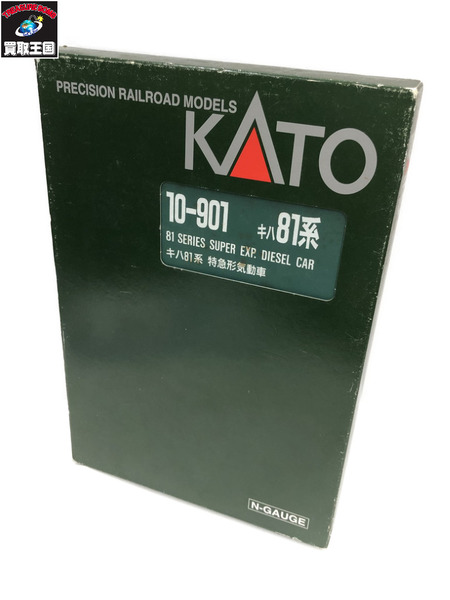 買取王国
PRECISION RAILROAD MODELS
KATO
10-901 キハ81系
81 SERIES SUPER EXP. DIESEL CAR
キハ81系 特急形気動車
N-GAUGE